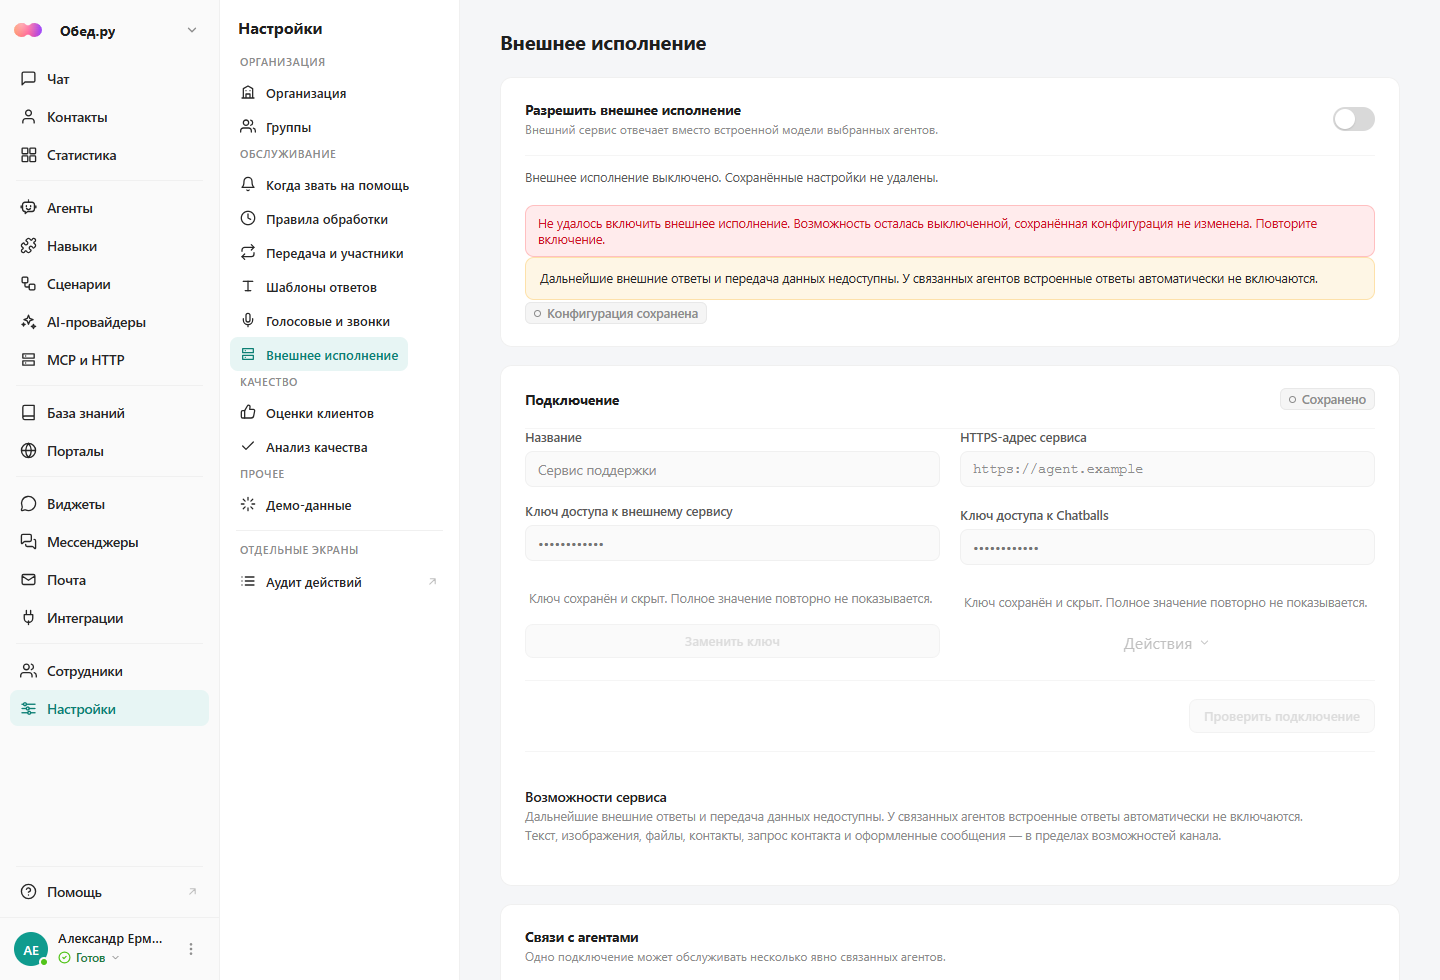 Обед.ру
Чат
Контакты
Статистика
Агенты
Навыки
Сценарии
AI-провайдеры
MCP и HTTP
База знаний
Порталы
Виджеты
Мессенджеры
Почта
Интеграции
Сотрудники
Настройки
Помощь
AE
Александр Ерм...
Готов
Настройки
ОРГАНИЗАЦИЯ
Организация
Группы
ОБСЛУЖИВАНИЕ
Когда звать на помощь
Правила обработки
Передача и участники
Шаблоны ответов
Голосовые и звонки
Внешнее исполнение
КАЧЕСТВО
Оценки клиентов
Анализ качества
ПРОЧЕЕ
Демо-данные
ОТДЕЛЬНЫЕ ЭКРАНЫ
Аудит действий
Внешнее исполнение
Разрешить внешнее исполнение
Внешний сервис отвечает вместо встроенной модели выбранных агентов.
Внешнее исполнение выключено. Сохранённые настройки не удалены.
Не удалось включить внешнее исполнение. Возможность осталась выключенной, сохранённая конфигурация не изменена. Повторите
включение.
Дальнейшие внешние ответы и передача данных недоступны. У связанных агентов встроенные ответы автоматически не включаются.
Конфигурация сохранена
Подключение
Сохранено
Название
Сервис поддержки
HTTPS-адрес сервиса
https://agent.example
Ключ доступа к внешнему сервису
••••••••••••
Ключ сохранён и скрыт. Полное значение повторно не показывается.
Заменить ключ
Ключ доступа к Chatballs
••••••••••••
Ключ сохранён и скрыт. Полное значение повторно не показывается.
Действия
Проверить подключение
Возможности сервиса
Дальнейшие внешние ответы и передача данных недоступны. У связанных агентов встроенные ответы автоматически не включаются.
Текст, изображения, файлы, контакты, запрос контакта и оформленные сообщения — в пределах возможностей канала.
Связи с агентами
Одно подключение может обслуживать несколько явно связанных агентов.